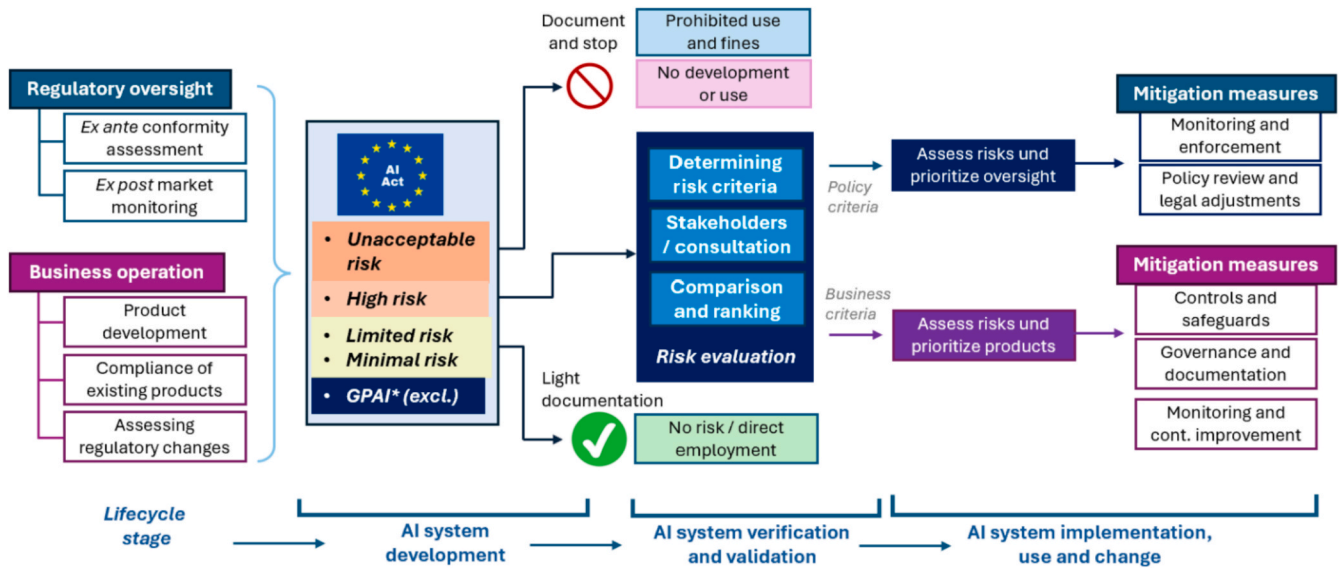 Regulatory oversight
Ex ante conformity
assessment
Ex post market
monitoring
Business operation
Product
development
Compliance of
existing products
Assessing
regulatory changes
AI
Act
• Unacceptable
risk
• High risk
• Limited risk
• Minimal risk
• GPAI* (excl.)
Document
and stop
Prohibited use
and fines
No development
or use
Determining
risk criteria
Stakeholders
/ consultation
Comparison
and ranking
Risk evaluation
Light
documentation
No risk / direct
employment
Policy
criteria
Business
criteria
Assess risks und
prioritize oversight
Assess risks und
prioritize products
Mitigation measures
Monitoring and
enforcement
Policy review and
legal adjustments
Mitigation measures
Controls and
safeguards
Governance and
documentation
Monitoring and
cont. improvement
Lifecycle
stage
AI system
development
AI system verification
and validation
AI system implementation,
use and change